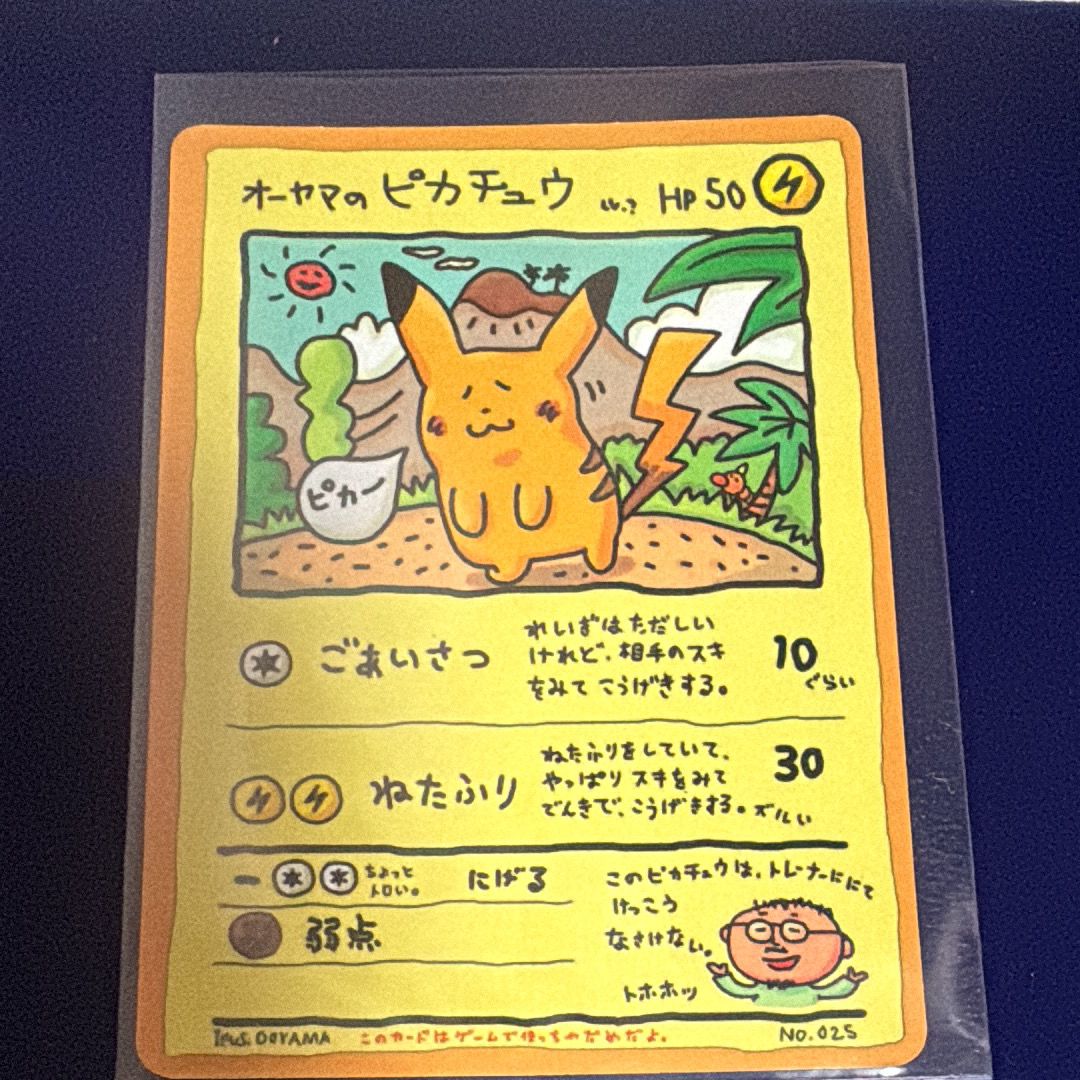 オーヤマの ピカチュウ LV.? HP 50
ピカー
ごあいさつ
れいぎはただしい
けれど、相手のスキ
をみて こうげきする。
10
ぐらい
ねたふり
ねたふりをしていて、
やっぱり スキをみて
でんきで、こうげきする。ズルい
30
ちょっと
トロい。
にげる
弱点
このピカチュウは、トレーナーににて
けっこう
なさけない。
トホホッ
Illus. OOYAMA
このカードはゲームで使っちゃだめだよ。
NO.025